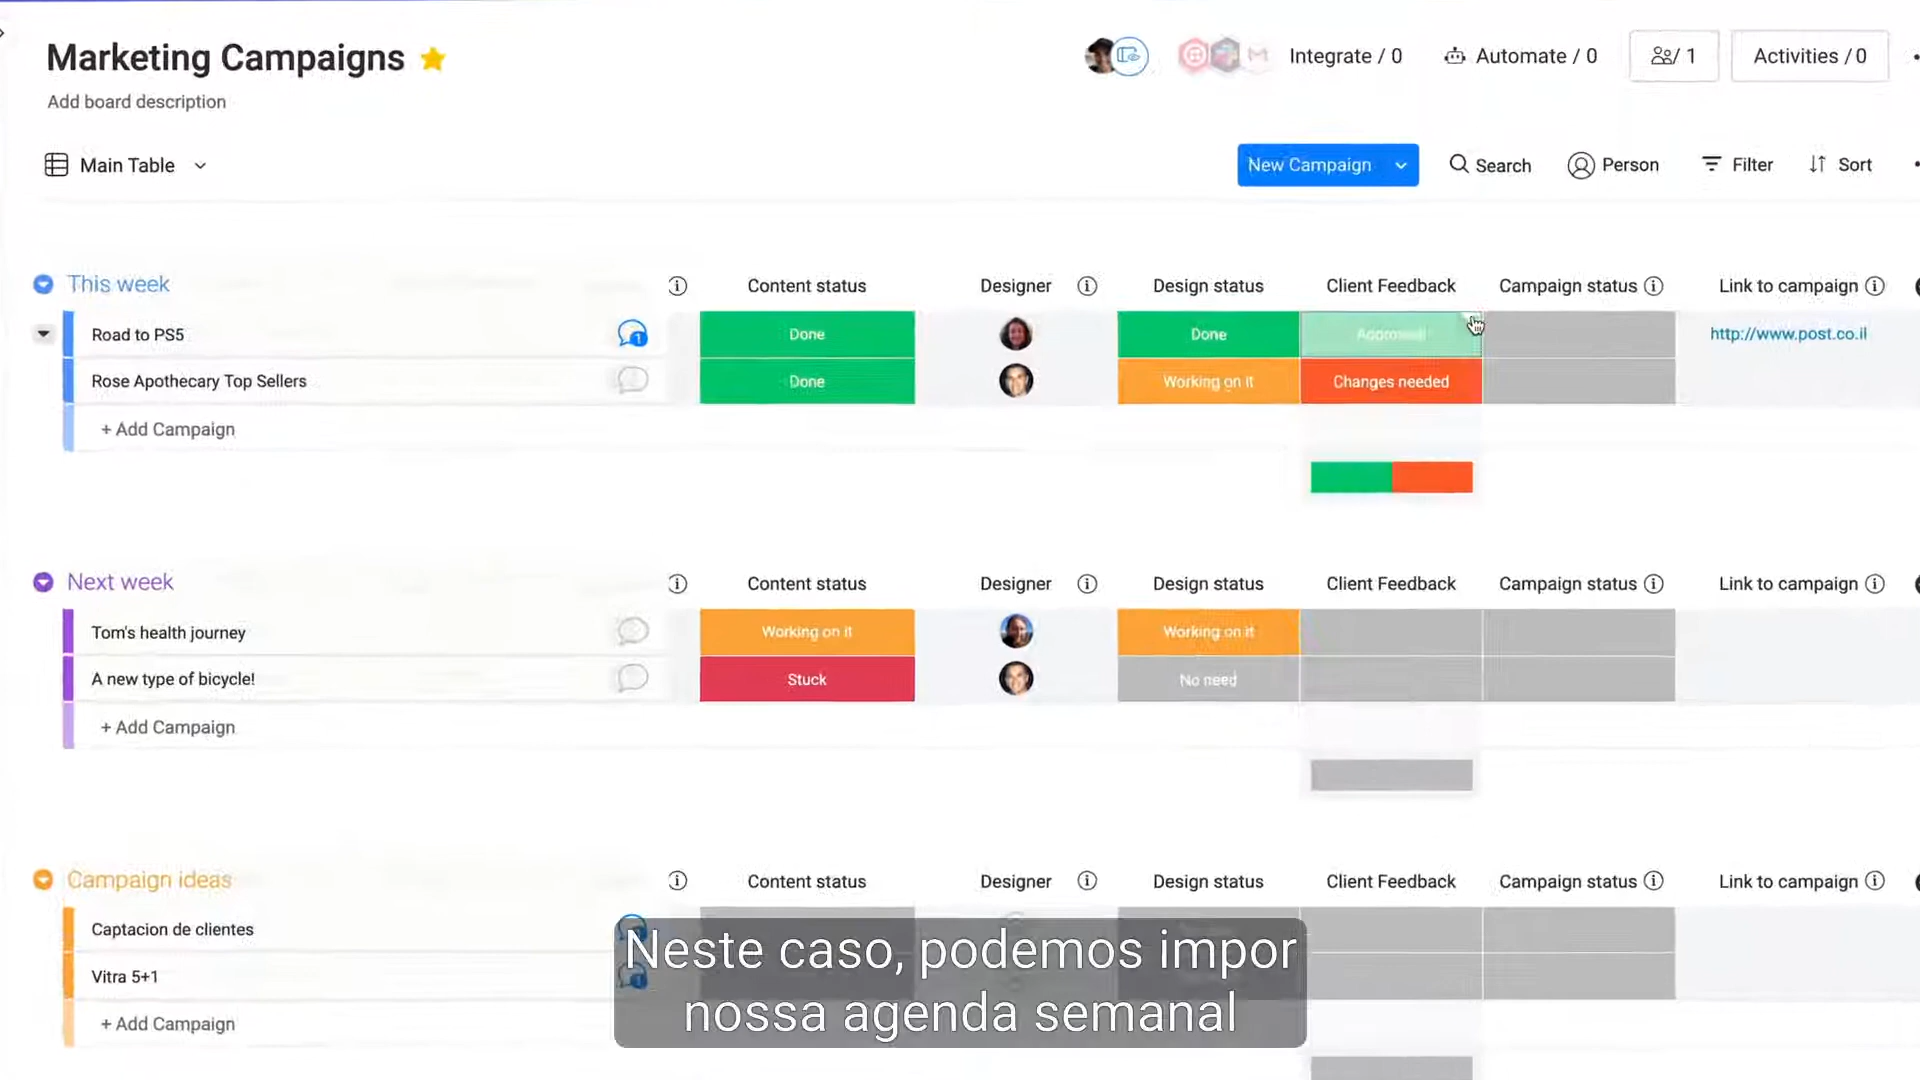 Marketing Campaigns
Integrate / 0
Automate / 0
/ 1
Activities / 0
Add board description
Main Table
New Campaign
Search
Person
Filter
Sort
This week
Content status
Designer
Design status
Client Feedback
Campaign status
Link to campaign
Road to PS5
1
Done
Done
Approved!
http://www.post.co.il
Rose Apothecary Top Sellers
Done
Working on it
Changes needed
+ Add Campaign
Next week
Content status
Designer
Design status
Client Feedback
Campaign status
Link to campaign
Tom's health journey
Working on it
Working on it
A new type of bicycle!
Stuck
No need
+ Add Campaign
Campaign ideas
Content status
Designer
Design status
Client Feedback
Campaign status
Link to campaign
Captacion de clientes
Vitra 5+1
+ Add Campaign
Neste caso, podemos impor
nossa agenda semanal